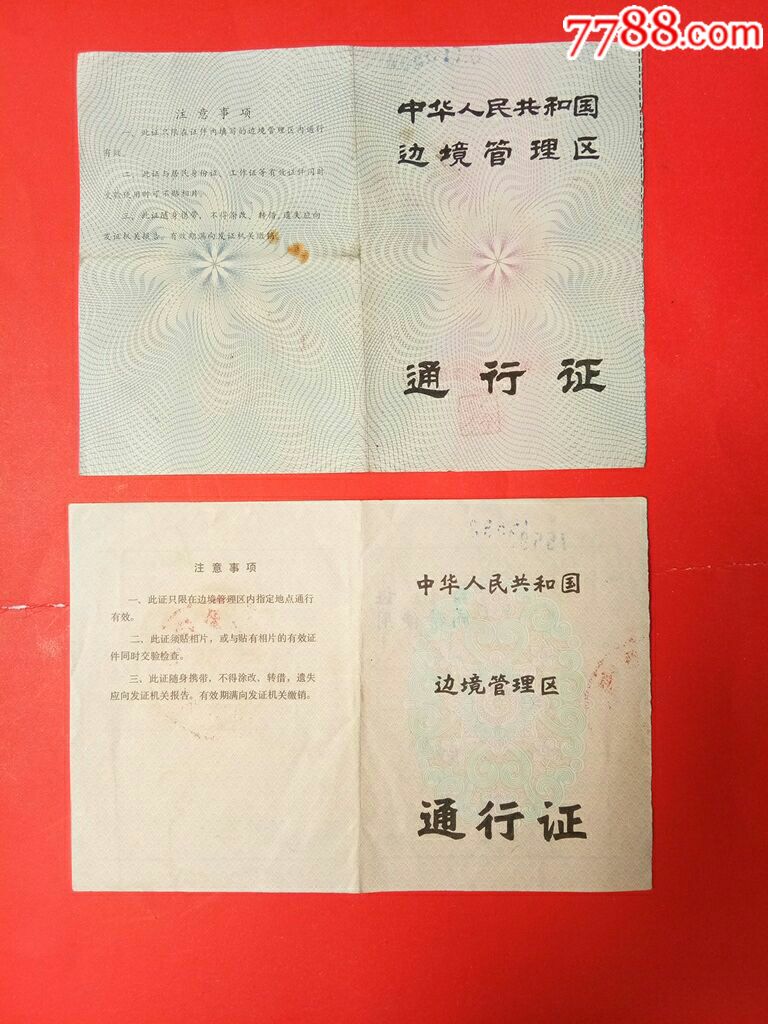 7788.com
中华人民共和国
边境管理区
通行证
注意事项
一、此证只限在证件内填写的边境管理区内通行
有效。
二、此证与居民身份证、工作证等有效证件同时
交验使用时可不贴相片。
三、此证随身携带，不得涂改、转借，遗失应向
发证机关报告。有效期满向发证机关缴销。
中华人民共和国
边境管理区
通行证
注意事项
一、此证只限在边境管理区内指定地点通行
有效。
二、此证须贴相片，或与贴有相片的有效证
件同时交验检查。
三、此证随身携带，不得涂改、转借，遗失
应向发证机关报告。有效期满向发证机关缴销。